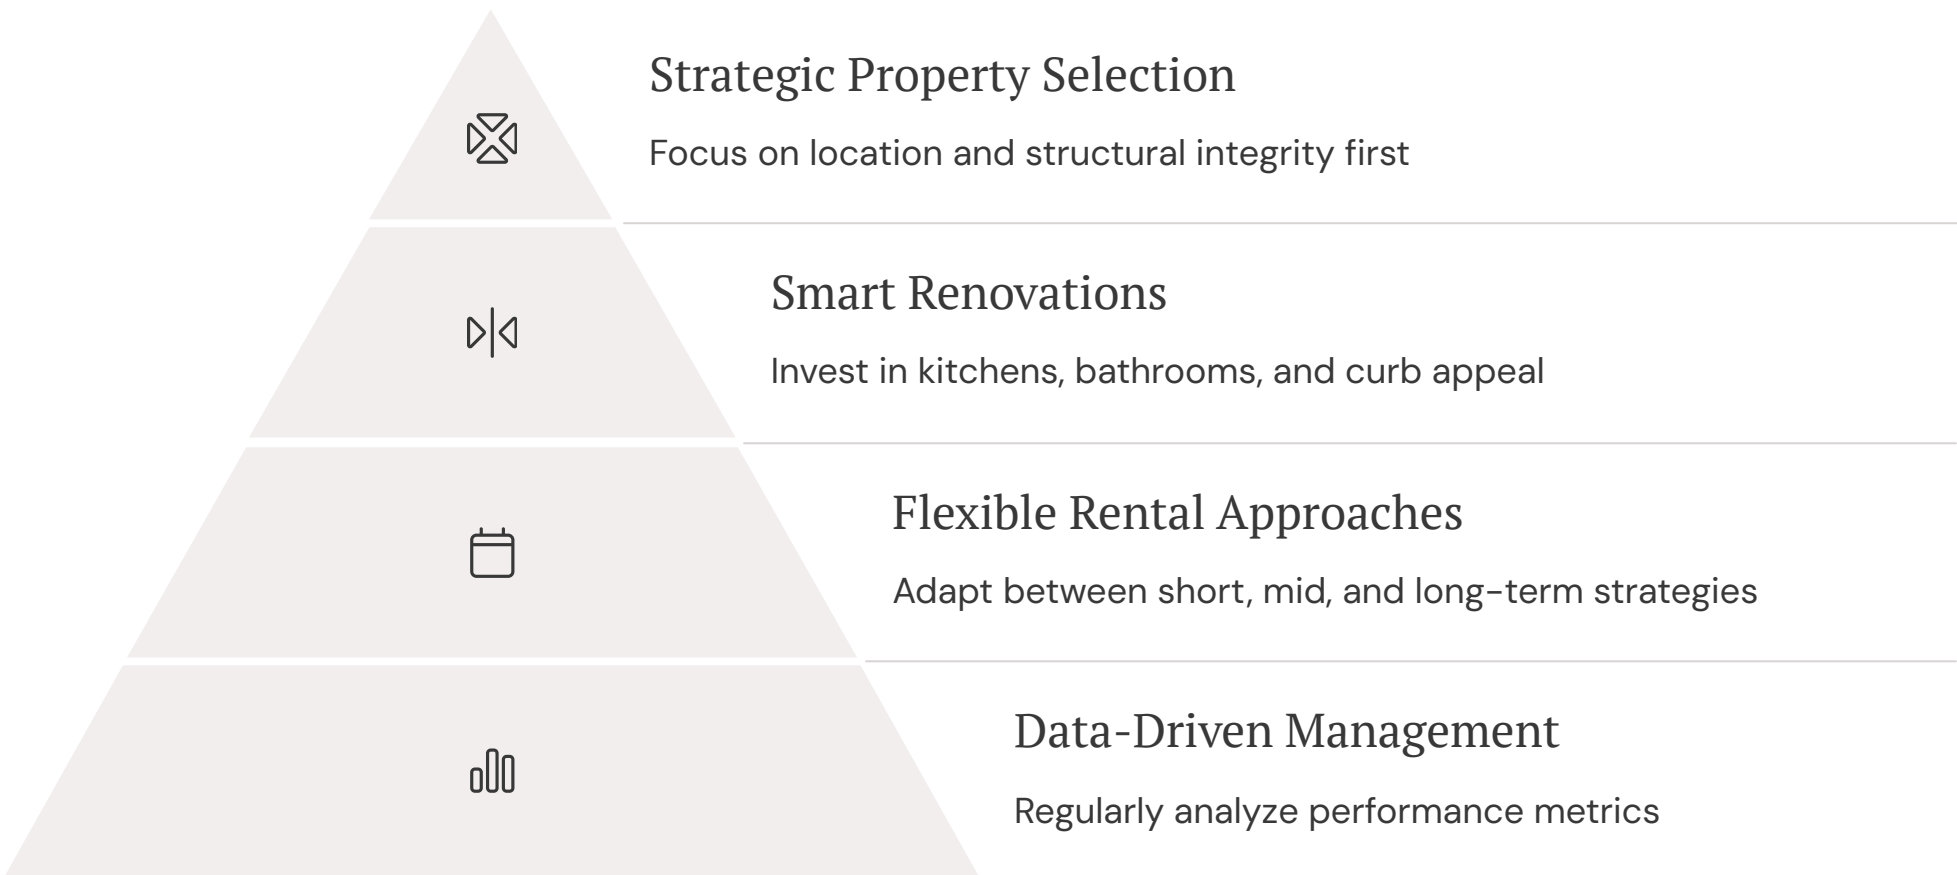 Strategic Property Selection
Focus on location and structural integrity first
Smart Renovations
Invest in kitchens, bathrooms, and curb appeal
Flexible Rental Approaches
Adapt between short, mid, and long-term strategies
Data-Driven Management
Regularly analyze performance metrics